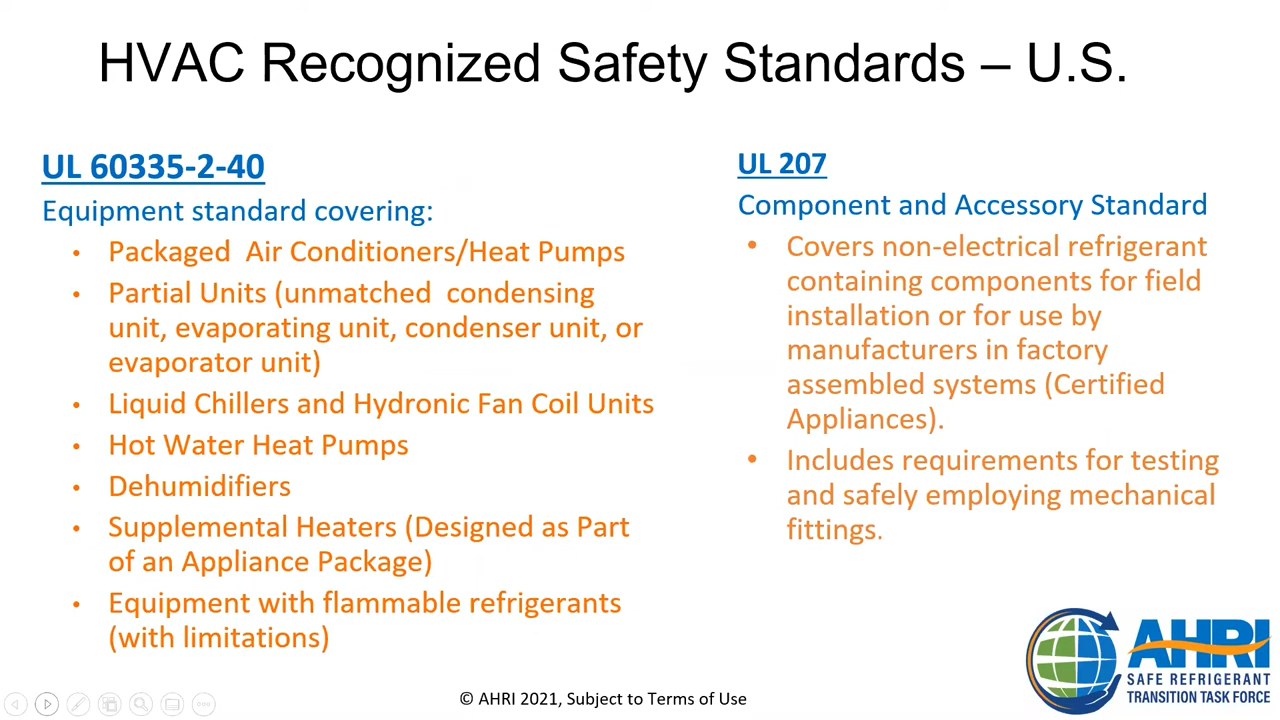 HVAC Recognized Safety Standards – U.S.
UL 60335-2-40
Equipment standard covering:
• Packaged  Air Conditioners/Heat Pumps
• Partial Units (unmatched  condensing
unit, evaporating unit, condenser unit, or
evaporator unit)
• Liquid Chillers and Hydronic Fan Coil Units
• Hot Water Heat Pumps
• Dehumidifiers
• Supplemental Heaters (Designed as Part
of an Appliance Package)
• Equipment with flammable refrigerants
(with limitations)
UL 207
Component and Accessory Standard
• Covers non-electrical refrigerant
containing components for field
installation or for use by
manufacturers in factory
assembled systems (Certified
Appliances).
• Includes requirements for testing
and safely employing mechanical
fittings.
© AHRI 2021, Subject to Terms of Use
AHRI
SAFE REFRIGERANT
TRANSITION TASK FORCE